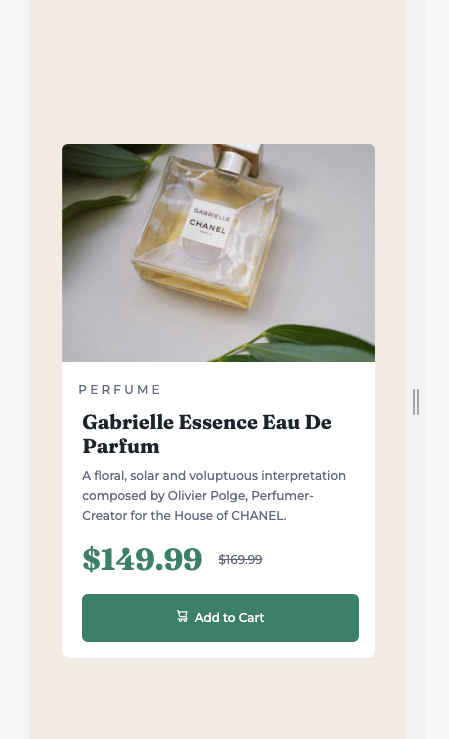 GABRIELLE
CHANEL
PARIS
PERFUME
Gabrielle Essence Eau De
Parfum
A floral, solar and voluptuous interpretation
composed by Olivier Polge, Perfumer-
Creator for the House of CHANEL.
$149.99 $169.99
Add to Cart